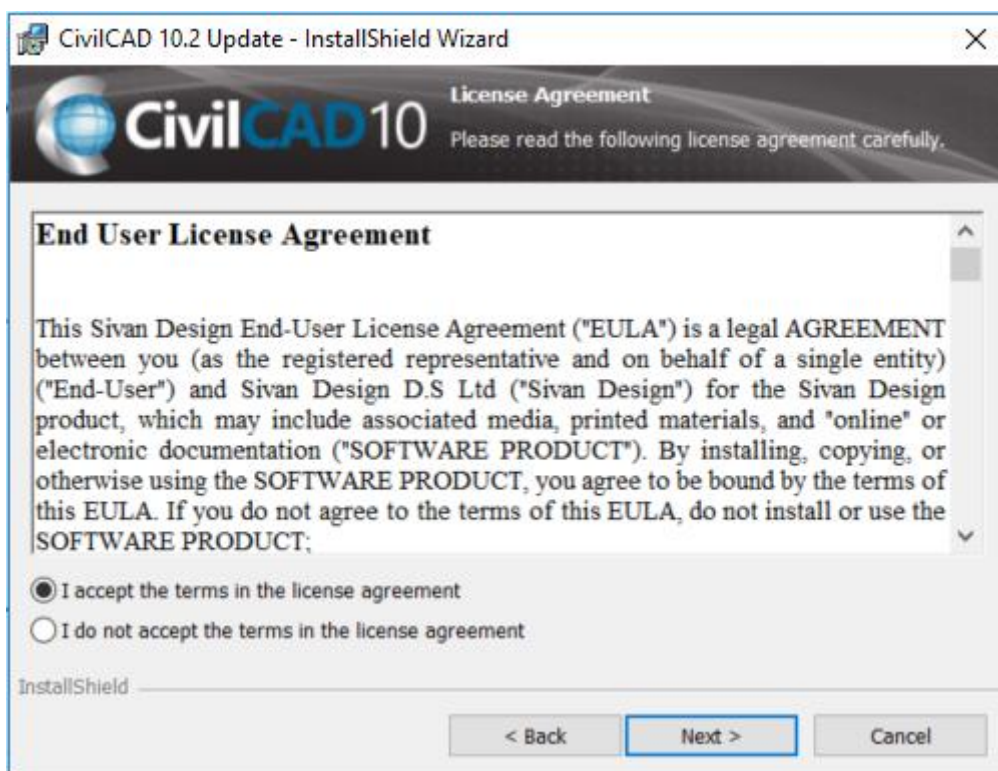 CivilCAD 10.2 Update - InstallShield Wizard
CivilCAD10
License Agreement
Please read the following license agreement carefully.
End User License Agreement
This Sivan Design End-User License Agreement ("EULA") is a legal AGREEMENT
between you (as the registered representative and on behalf of a single entity)
("End-User") and Sivan Design D.S Ltd ("Sivan Design") for the Sivan Design
product, which may include associated media, printed materials, and "online" or
electronic documentation ("SOFTWARE PRODUCT"). By installing, copying, or
otherwise using the SOFTWARE PRODUCT, you agree to be bound by the terms of
this EULA. If you do not agree to the terms of this EULA, do not install or use the
SOFTWARE PRODUCT;
I accept the terms in the license agreement
I do not accept the terms in the license agreement
InstallShield
< Back
Next >
Cancel